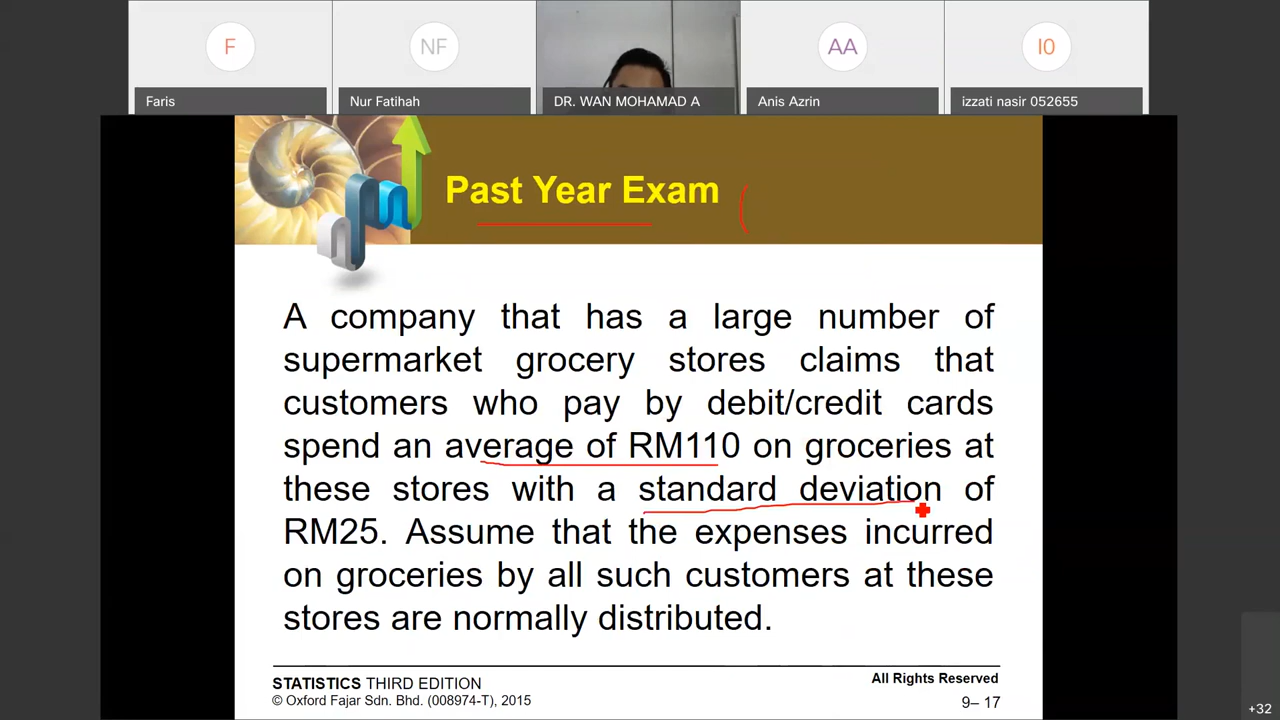 F
NF
AA
I0
Faris
Nur Fatihah
DR. WAN MOHAMAD A
Anis Azrin
izzati nasir 052655
Past Year Exam
A company that has a large number of
supermarket grocery stores claims that
customers who pay by debit/credit cards
spend an average of RM110 on groceries at
these stores with a standard deviation of
RM25. Assume that the expenses incurred
on groceries by all such customers at these
stores are normally distributed.
STATISTICS THIRD EDITION
© Oxford Fajar Sdn. Bhd. (008974-T), 2015
All Rights Reserved
9– 17
+32